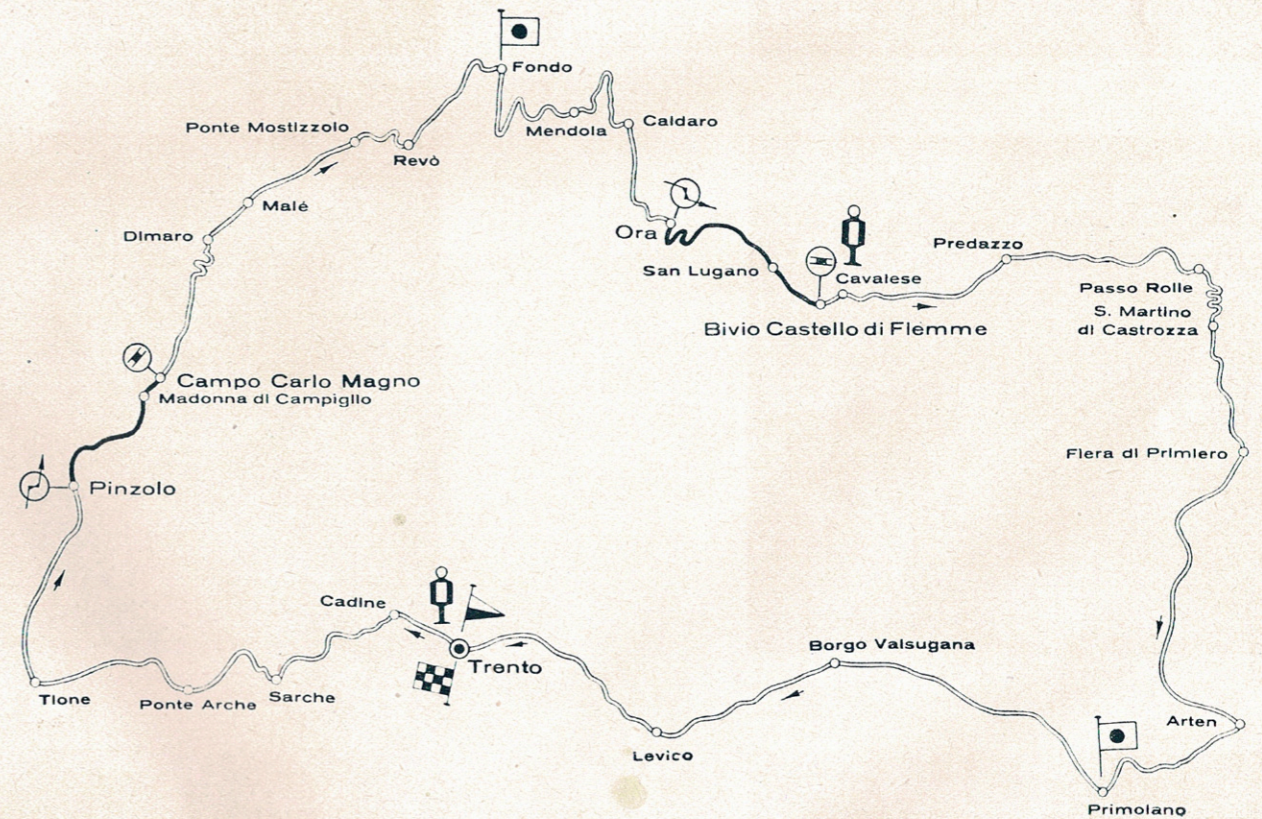 Fondo
Ponte Mostizzolo
Mendola
Caldaro
Revò
Malé
Dimaro
Ora
San Lugano
Predazzo
Cavalese
Passo Rolle
S. Martino
di Castrozza
Bivio Castello di Fiemme
Campo Carlo Magno
Madonna di Campiglio
Fiera di Primiero
Pinzolo
Cadine
Trento
Borgo Valsugana
Tione
Ponte Arche
Sarche
Levico
Arten
Primolano